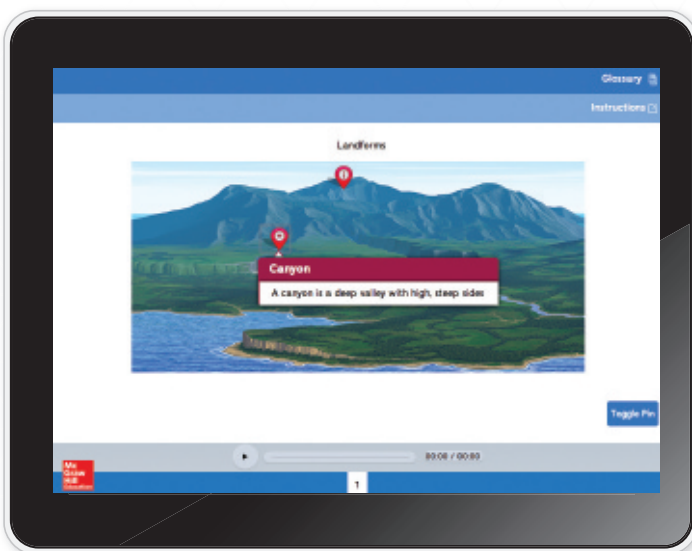 Glossary
Instructions
Landforms
Canyon
A canyon is a deep valley with high, steep sides
Toggle Pin
00:00 / 00:00
Mc
Graw
Hill
Education
1